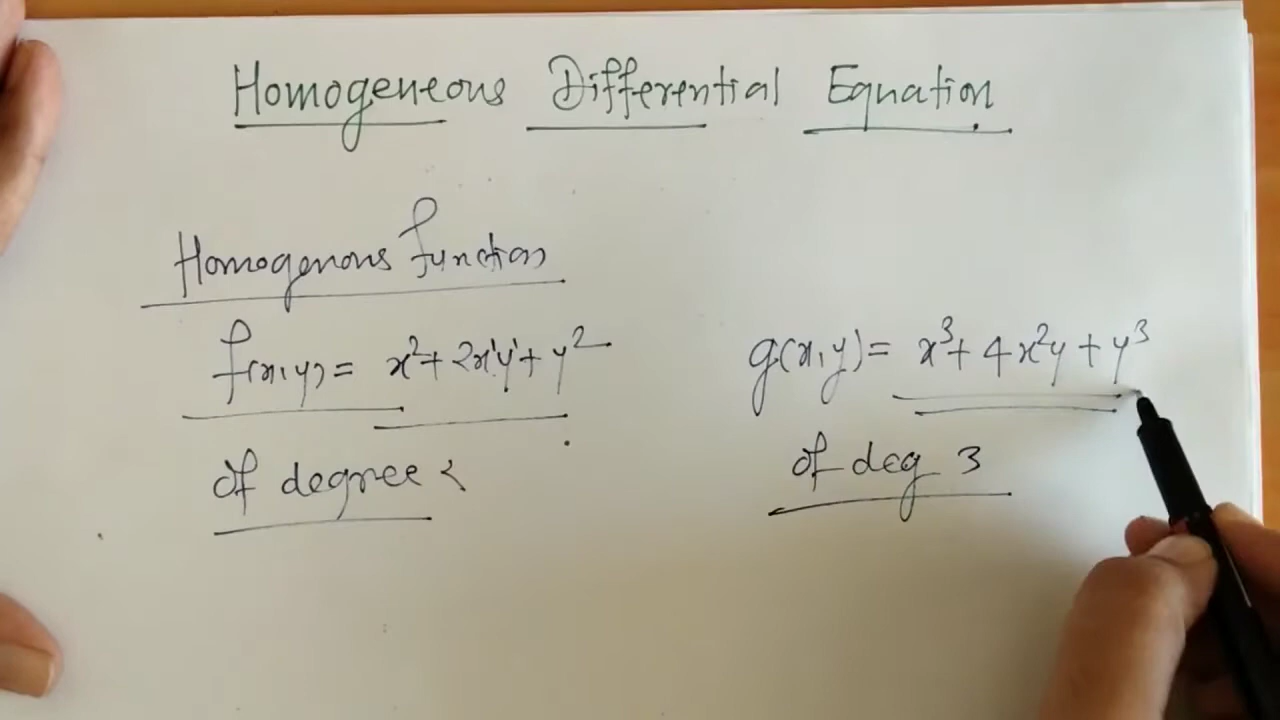 Homogeneous Differential Equation
Homogenous function
f(x,y) = x²+ 2x'y'+ y²
of degree 2
g(x,y)= x³+ 4x²y + y³
of deg 3